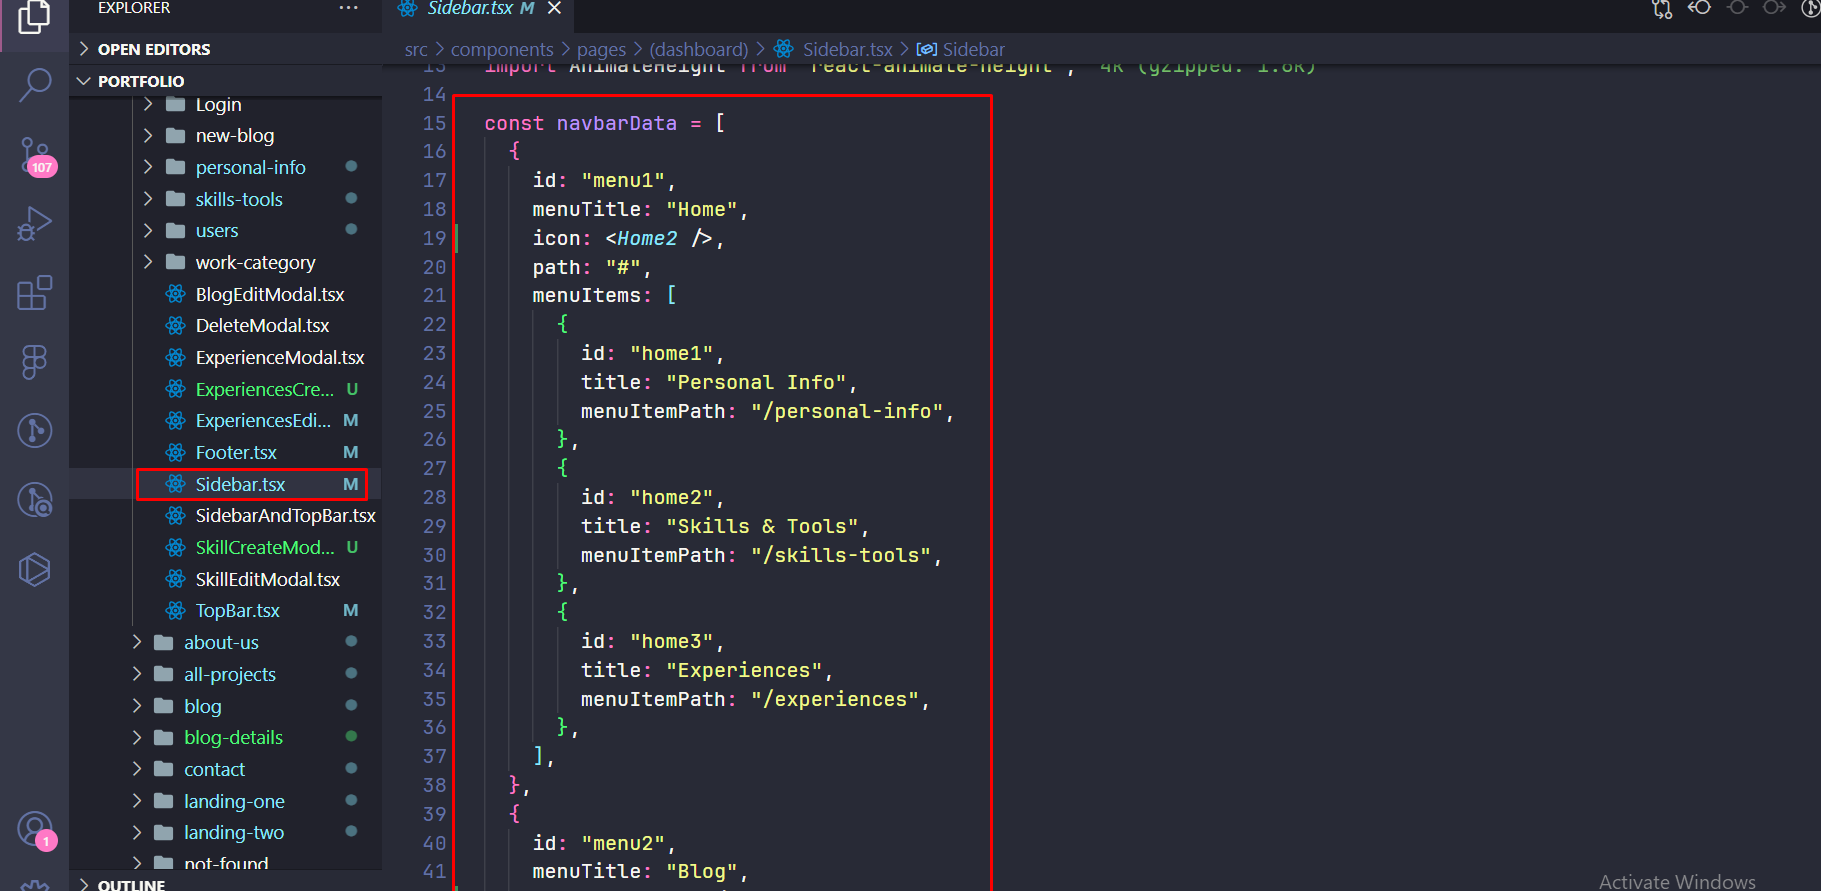 EXPLORER ···
OPEN EDITORS
PORTFOLIO
Login
new-blog
personal-info
skills-tools
users
work-category
BlogEditModal.tsx
DeleteModal.tsx
ExperienceModal.tsx
ExperiencesCre... U
ExperiencesEdi... M
Footer.tsx M
Sidebar.tsx M
SidebarAndTopBar.tsx
SkillCreateMod... U
SkillEditModal.tsx
TopBar.tsx M
about-us
all-projects
blog
blog-details
contact
landing-one
landing-two
not-found
OUTLINE
107
1
Sidebar.tsx M
src > components > pages > (dashboard) > Sidebar.tsx > Sidebar
13 import AnimateHeight from "react-animate-height"; 4k (gzipped: 1.8k)
14
15 const navbarData = [
16 {
17 id: "menu1",
18 menuTitle: "Home",
19 icon: <Home2 />,
20 path: "#",
21 menuItems: [
22 {
23 id: "home1",
24 title: "Personal Info",
25 menuItemPath: "/personal-info",
26 },
27 {
28 id: "home2",
29 title: "Skills & Tools",
30 menuItemPath: "/skills-tools",
31 },
32 {
33 id: "home3",
34 title: "Experiences",
35 menuItemPath: "/experiences",
36 },
37 ],
38 },
39 {
40 id: "menu2",
41 menuTitle: "Blog",
Activate Windows